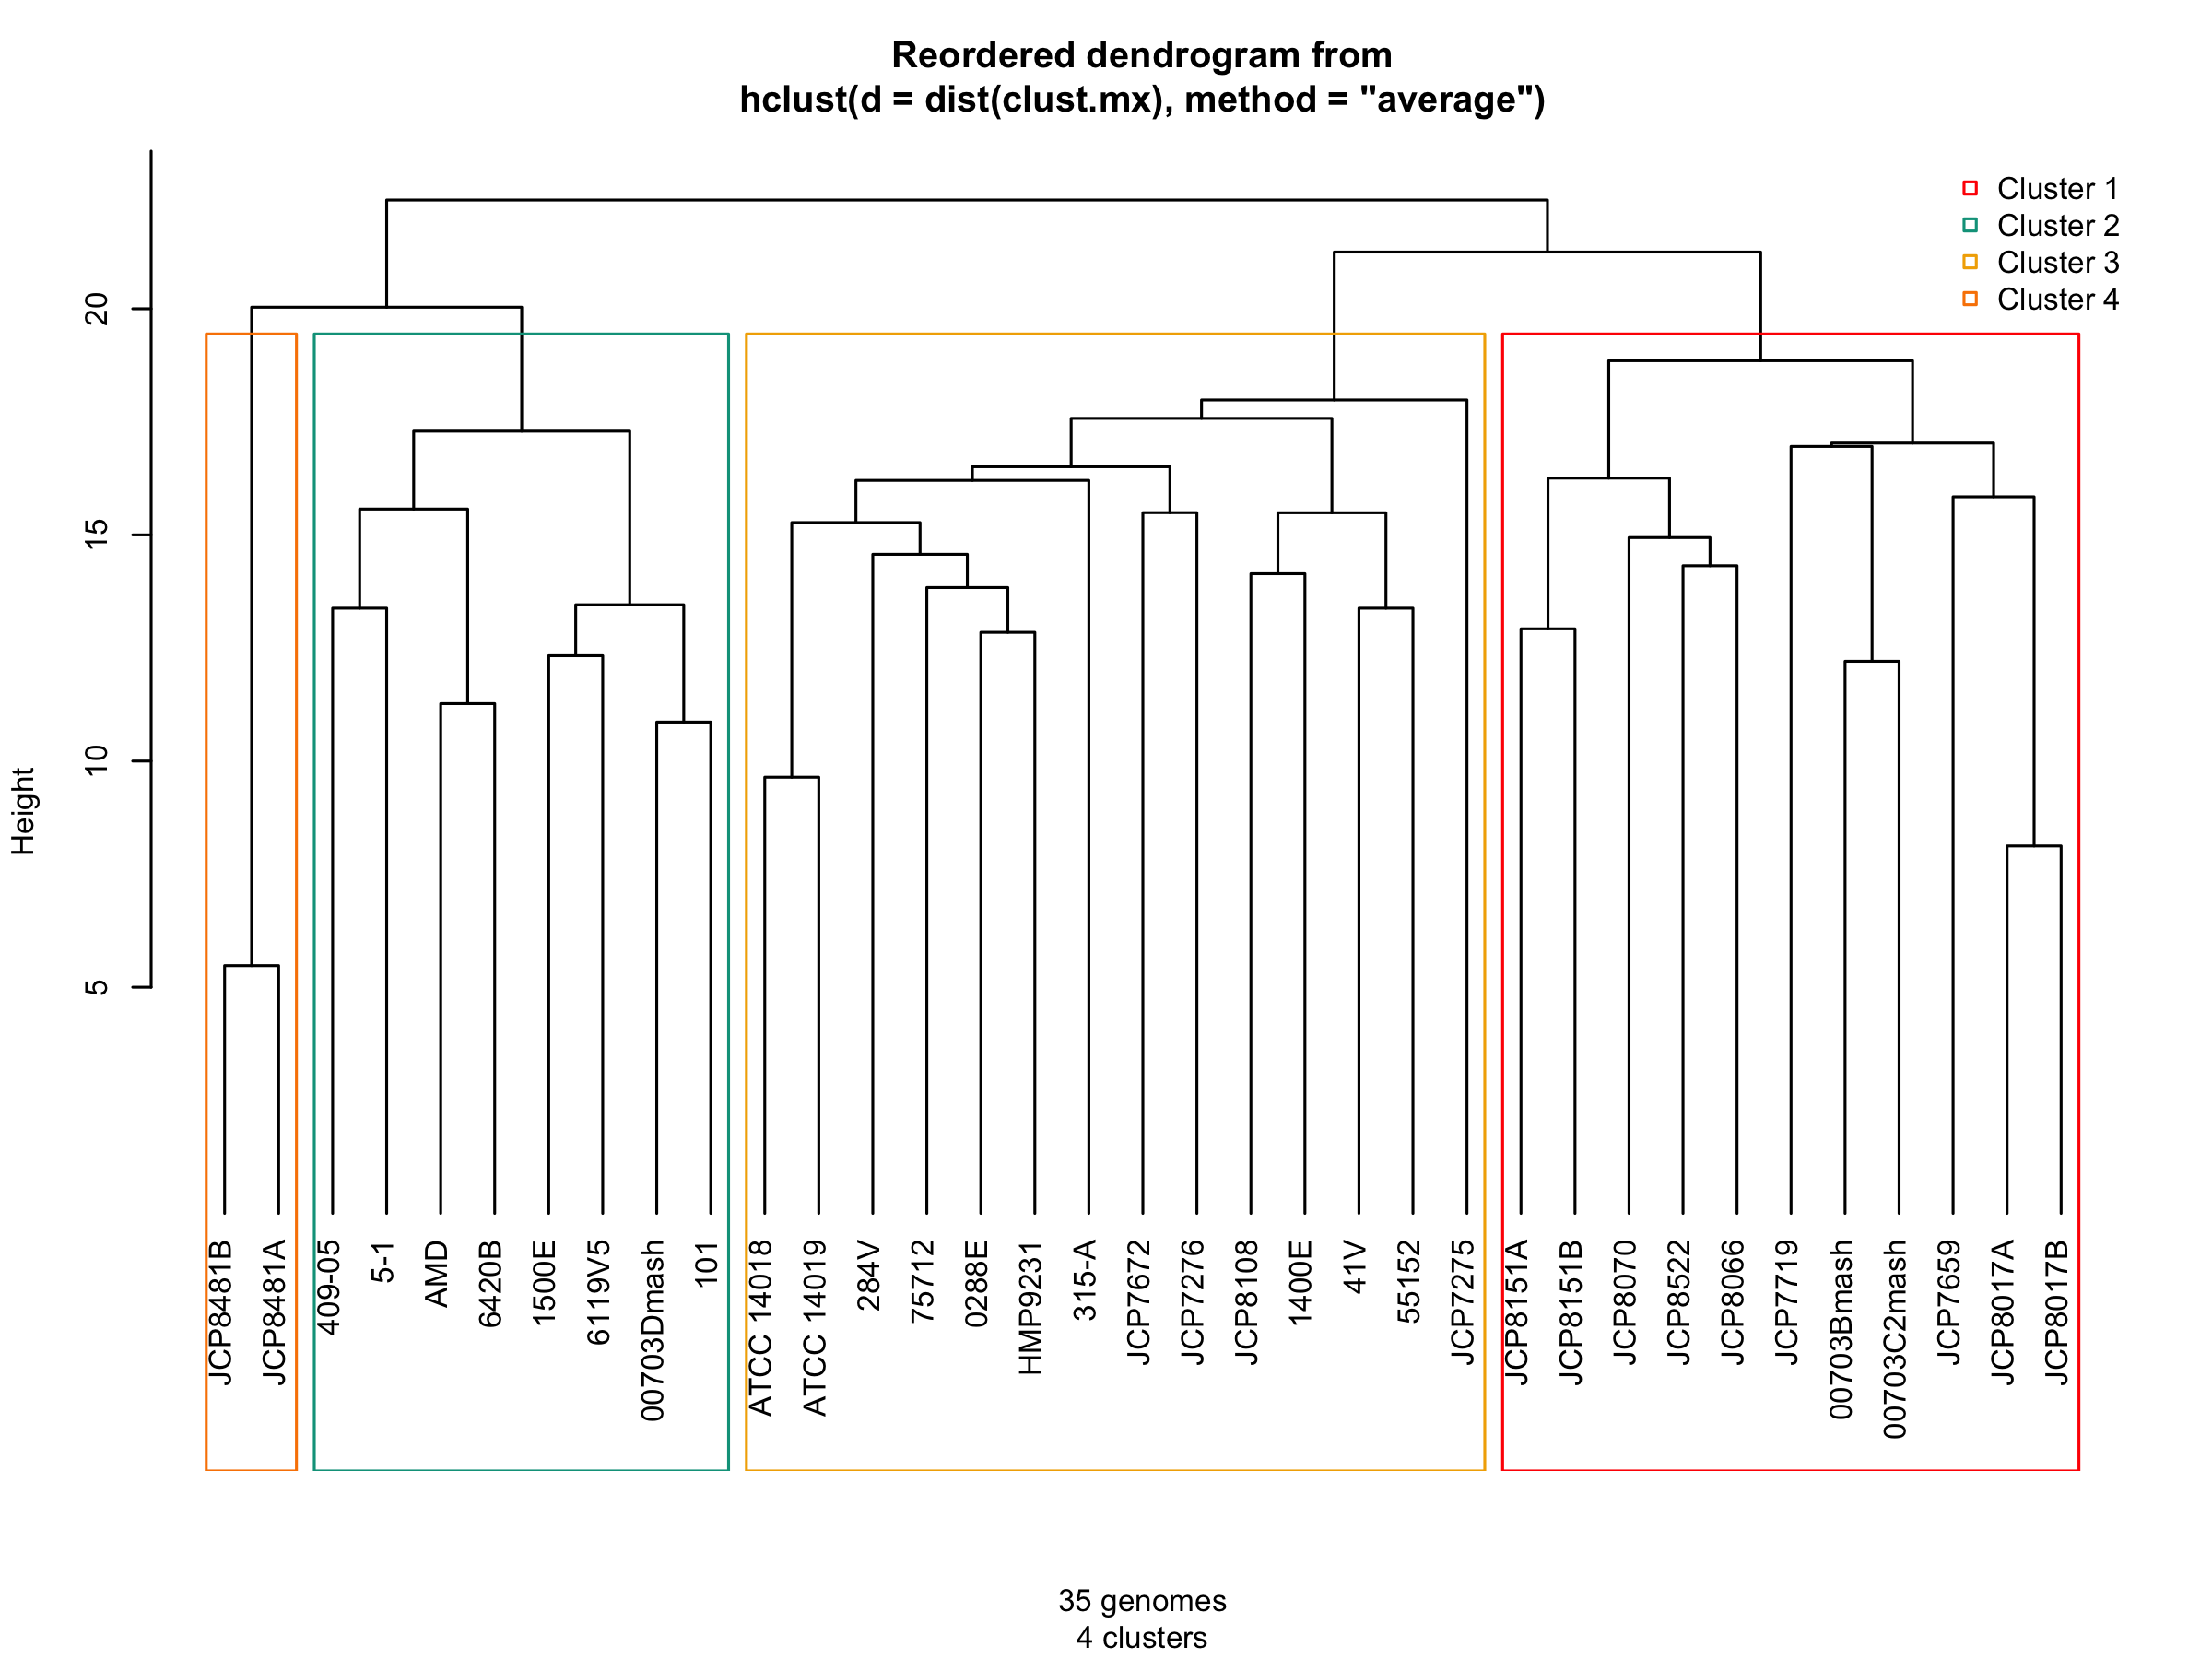 Reordered dendrogram from
hclust(d = dist(clust.mx), method = "average")
Cluster 1
Cluster 2
Cluster 3
Cluster 4
Height
20
15
10
5
JCP8481B
JCP8481A
409-05
5-1
AMD
6420B
1500E
6119V5
00703Dmash
101
ATCC 14018
ATCC 14019
284V
75712
0288E
HMP9231
315-A
JCP7672
JCP7276
JCP8108
1400E
41V
55152
JCP7275
JCP8151A
JCP8151B
JCP8070
JCP8522
JCP8066
JCP7719
00703Bmash
00703C2mash
JCP7659
JCP8017A
JCP8017B
35 genomes
4 clusters